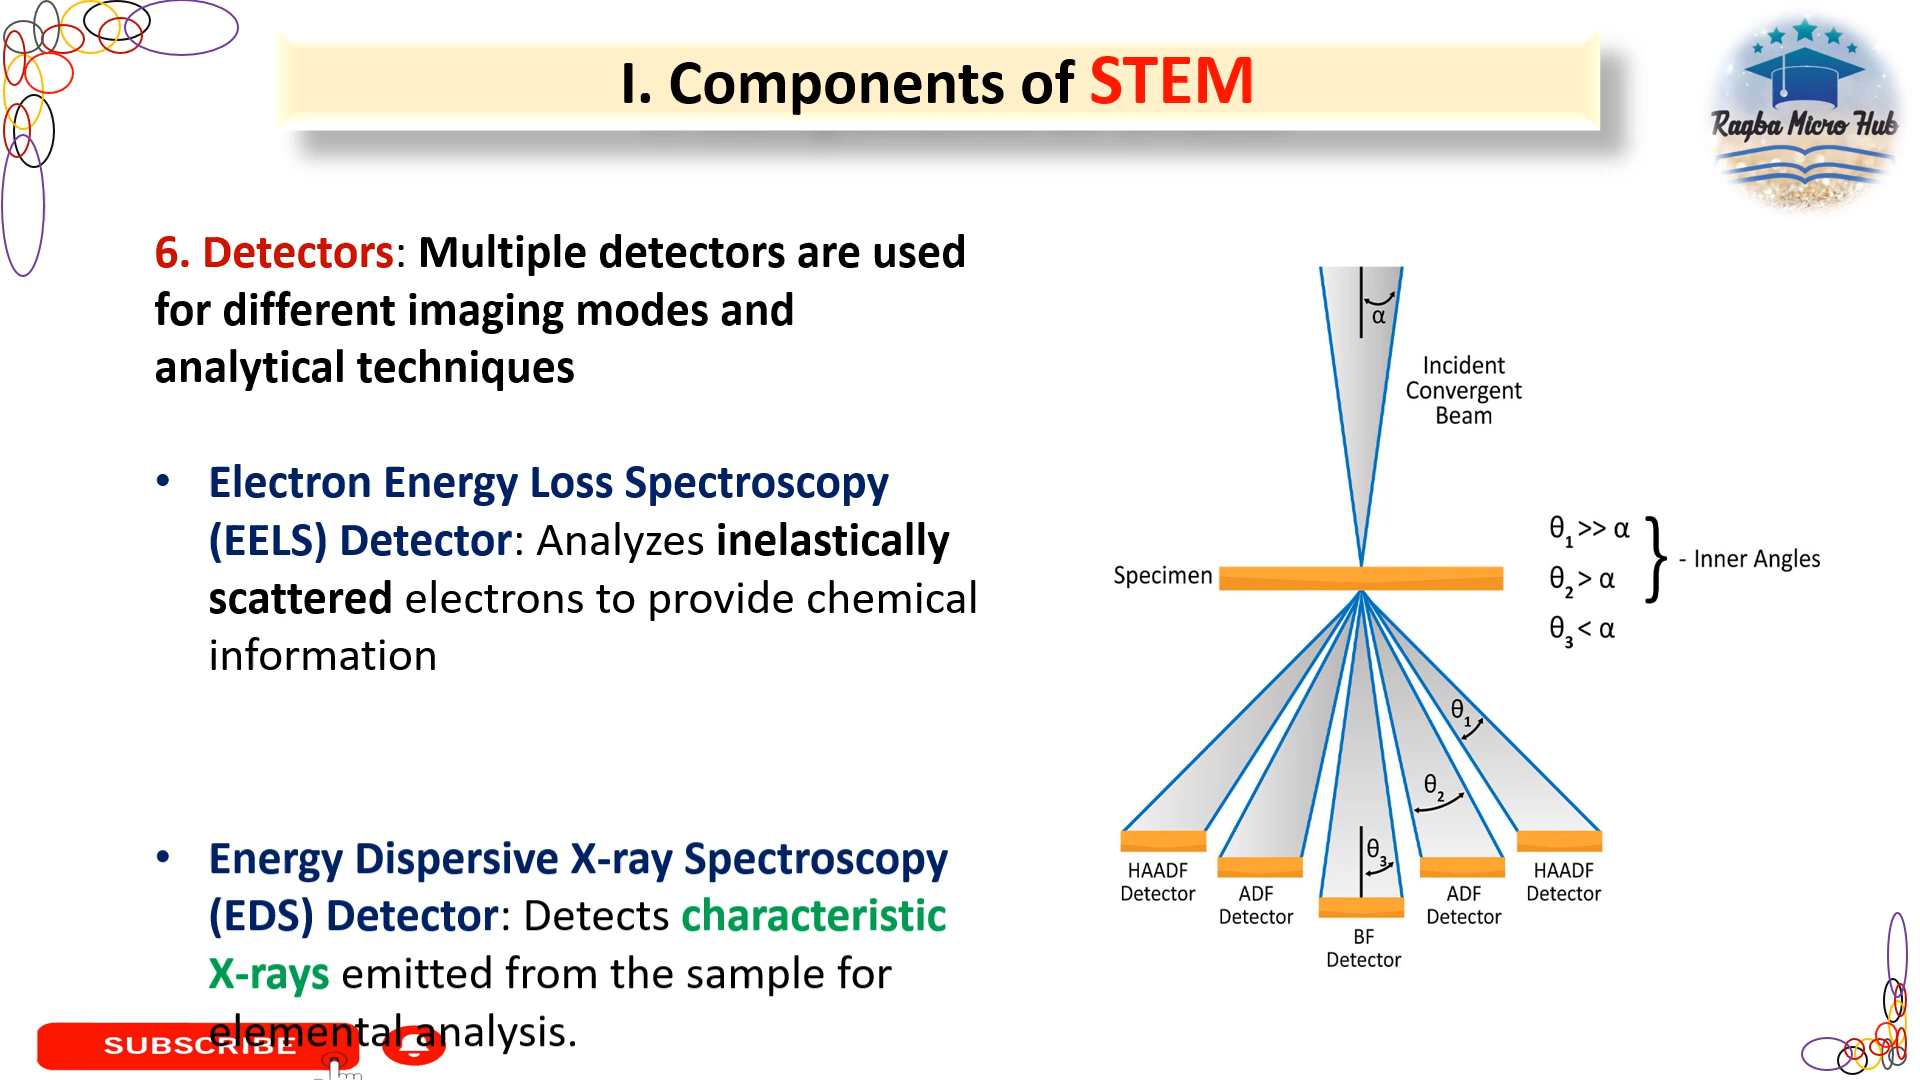 I. Components of STEM
Ragba Micro Hub
6. Detectors: Multiple detectors are used
for different imaging modes and
analytical techniques
• Electron Energy Loss Spectroscopy
(EELS) Detector: Analyzes inelastically
scattered electrons to provide chemical
information
• Energy Dispersive X-ray Spectroscopy
(EDS) Detector: Detects characteristic
X-rays emitted from the sample for
elemental analysis.
SUBSCRIBE
α
Incident
Convergent
Beam
Specimen
θ1 >> α
θ2 > α
θ3 < α
- Inner Angles
θ1
θ2
θ3
HAADF
Detector
ADF
Detector
BF
Detector
ADF
Detector
HAADF
Detector